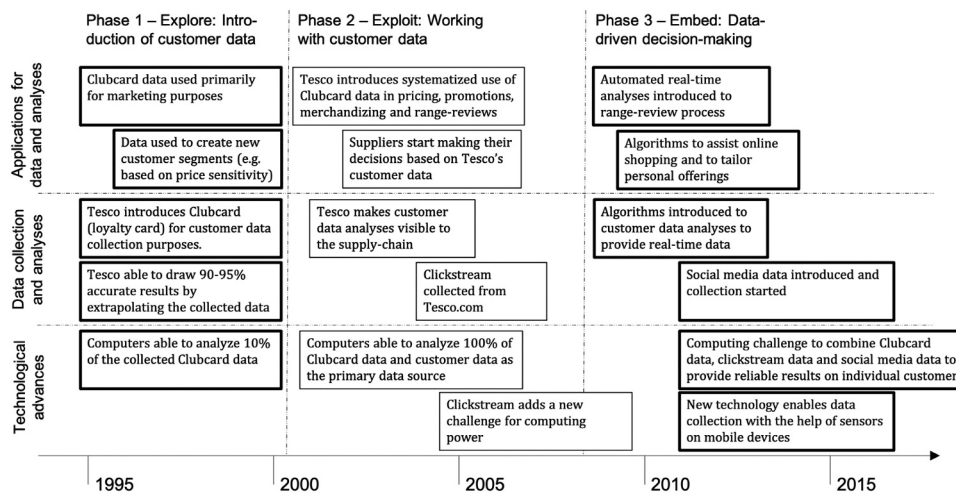 Phase 1 – Explore: Intro-
duction of customer data
Phase 2 – Exploit: Working
with customer data
Phase 3 – Embed: Data-
driven decision-making
Applications for
data and analyses
Clubcard data used primarily
for marketing purposes
Data used to create new
customer segments (e.g.
based on price sensitivity)
Tesco introduces systematized use of
Clubcard data in pricing, promotions,
merchandizing and range-reviews
Suppliers start making their
decisions based on Tesco's
customer data
Automated real-time
analyses introduced to
range-review process
Algorithms to assist online
shopping and to tailor
personal offerings
Data collection
and analyses
Tesco introduces Clubcard
(loyalty card) for customer data
collection purposes.
Tesco able to draw 90-95%
accurate results by
extrapolating the collected data
Tesco makes customer
data analyses visible to
the supply-chain
Clickstream
collected from
Tesco.com
Algorithms introduced to
customer data analyses to
provide real-time data
Social media data introduced and
collection started
Technological
advances
Computers able to analyze 10%
of the collected Clubcard data
Computers able to analyze 100% of
Clubcard data and customer data as
the primary data source
Clickstream adds a new
challenge for computing
power
Computing challenge to combine Clubcard
data, clickstream data and social media data to
provide reliable results on individual customer
New technology enables data
collection with the help of sensors
on mobile devices
1995
2000
2005
2010
2015